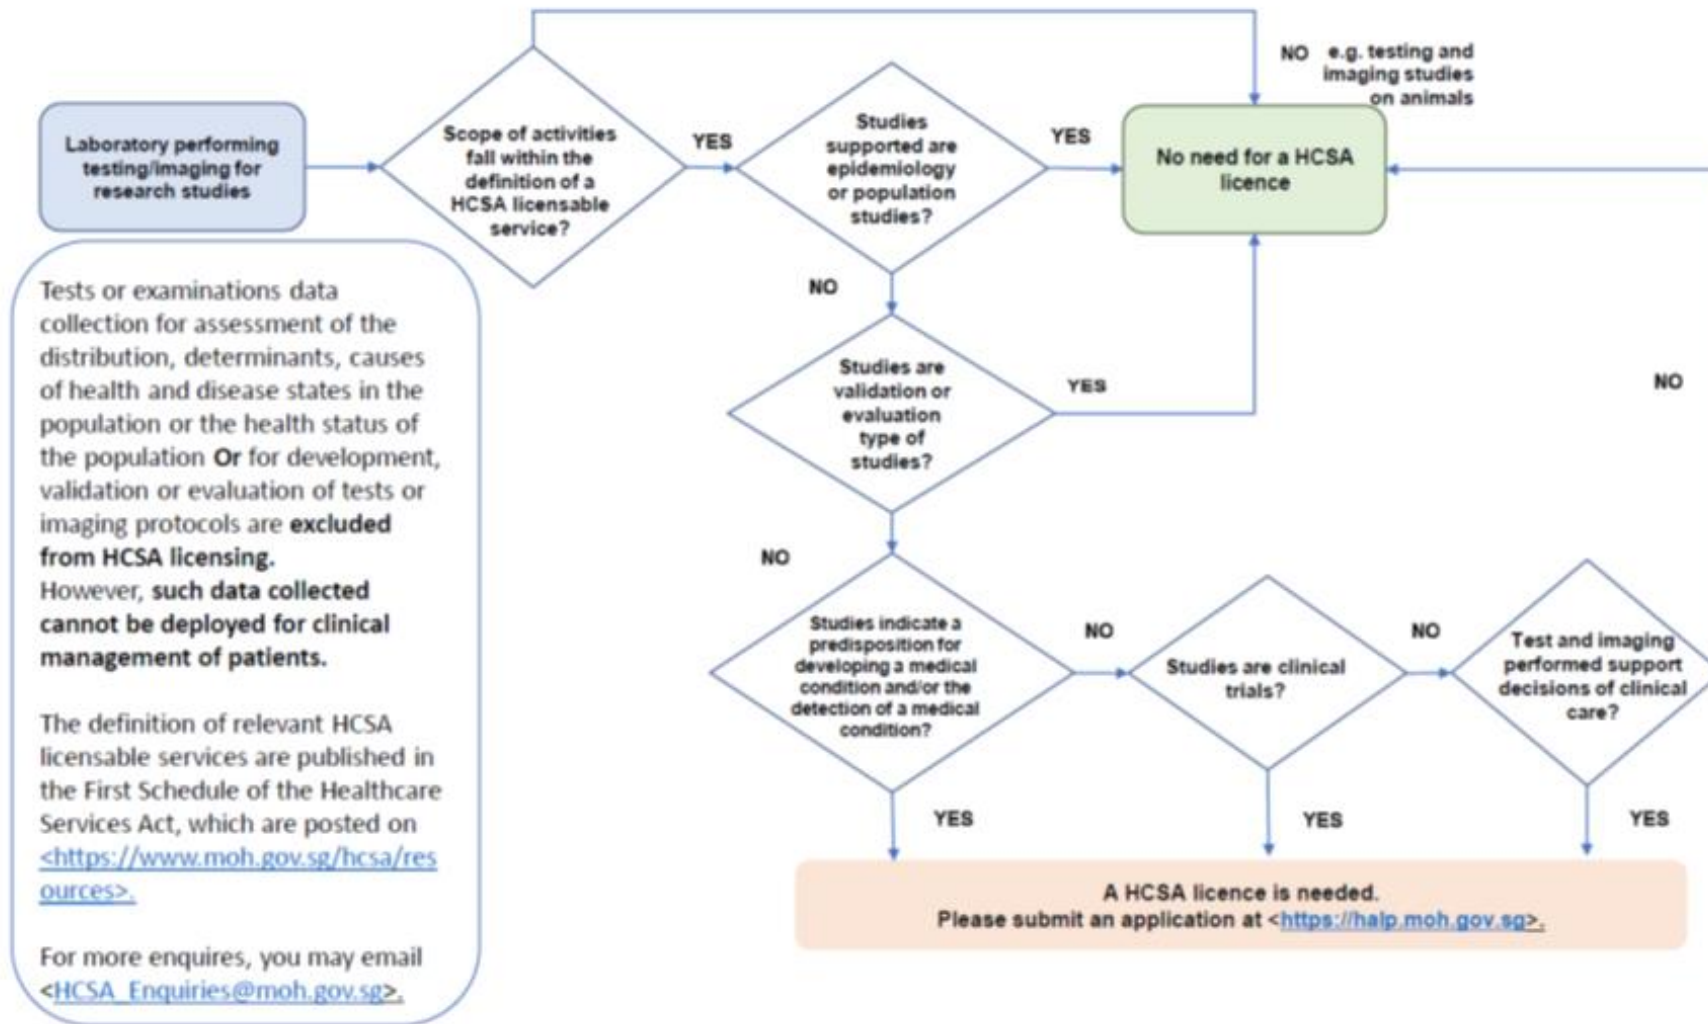 NO e.g. testing and
imaging studies
on animals
Laboratory performing
testing/imaging for
research studies
Scope of activities
fall within the
definition of a
HCSA licensable
service?
YES
Studies
supported are
epidemiology
or population
studies?
YES
No need for a HCSA
licence
NO
Studies are
validation or
evaluation
type of
studies?
YES
NO
NO
Studies indicate a
predisposition for
developing a medical
condition and/or the
detection of a medical
condition?
NO
Studies are clinical
trials?
NO
Test and imaging
performed support
decisions of clinical
care?
YES
YES
YES
A HCSA licence is needed.
Please submit an application at <https://halp.moh.gov.sg>.
Tests or examinations data
collection for assessment of the
distribution, determinants, causes
of health and disease states in the
population or the health status of
the population Or for development,
validation or evaluation of tests or
imaging protocols are excluded
from HCSA licensing.
However, such data collected
cannot be deployed for clinical
management of patients.
The definition of relevant HCSA
licensable services are published in
the First Schedule of the Healthcare
Services Act, which are posted on
<https://www.moh.gov.sg/hcsa/res
ources>.
For more enquires, you may email
<HCSA_Enquiries@moh.gov.sg>.